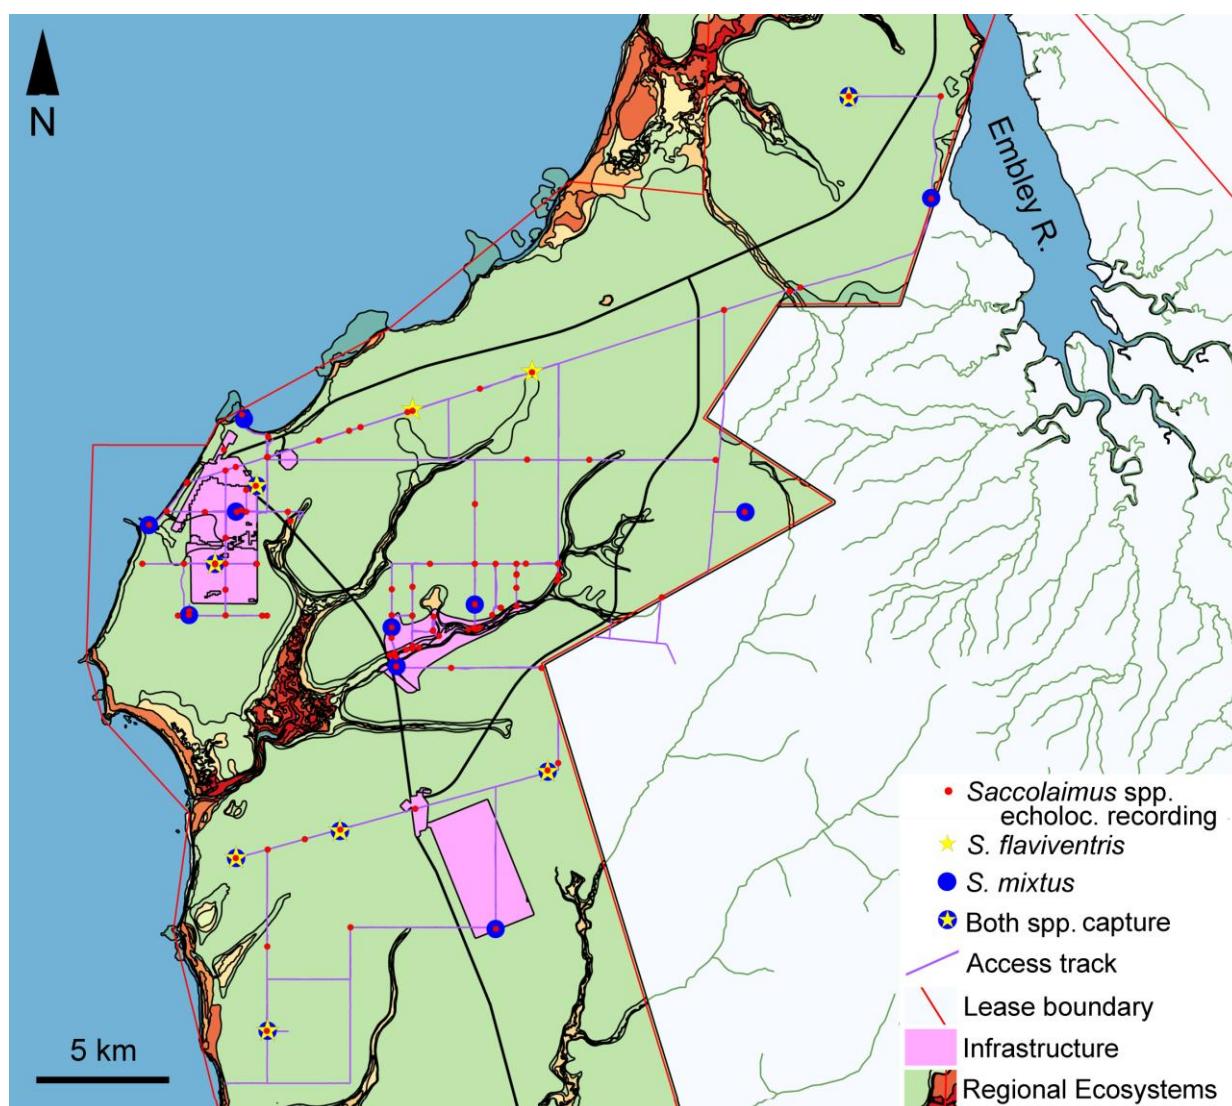 N
Embley R.
Saccolaimus spp.
echoloc. recording
S. flaviventris
S. mixtus
Both spp. capture
Access track
Lease boundary
Infrastructure
Regional Ecosystems
5 km